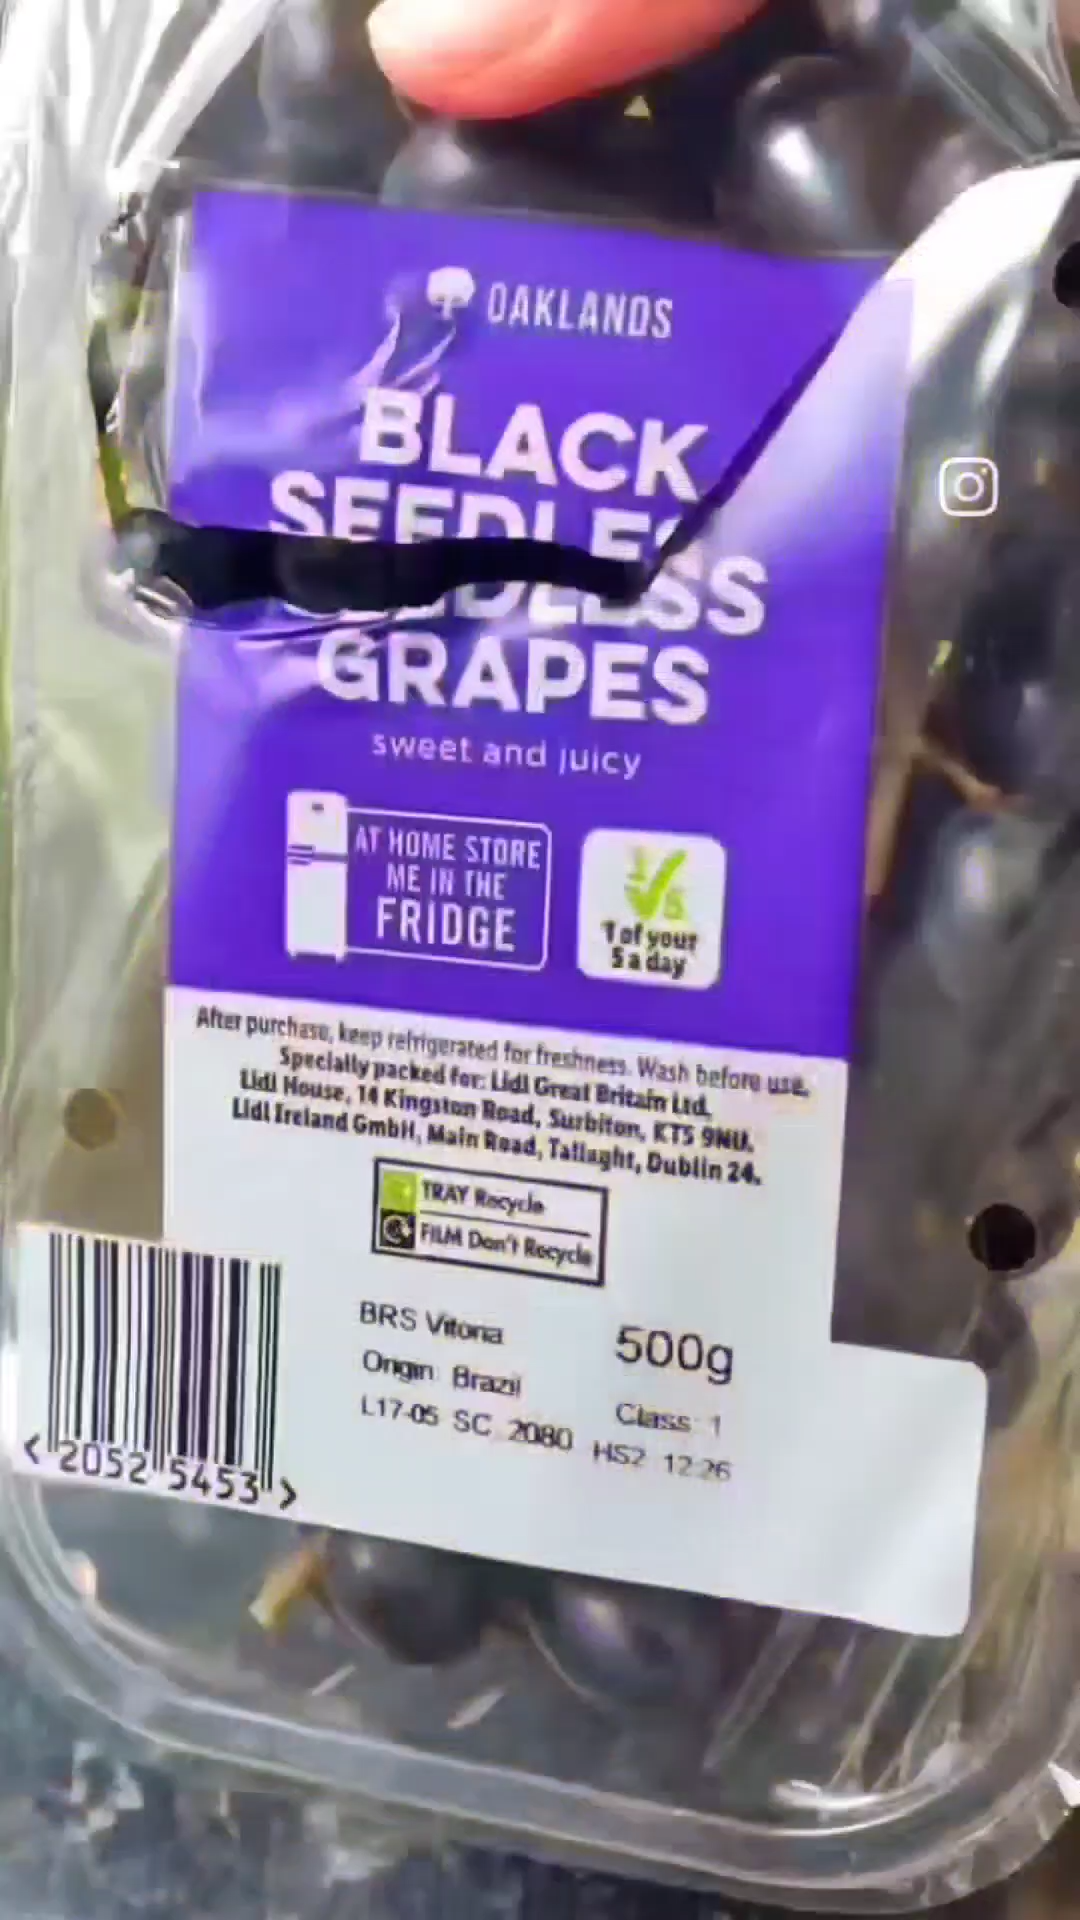 OAKLANDS
BLACK
SEEDLESS
GRAPES
sweet and juicy
AT HOME STORE
ME IN THE
FRIDGE
1 of your
5 a day
After purchase, keep refrigerated for freshness. Wash before use.
Specially packed for: Lidl Great Britain Ltd.
Lidl House, 14 Kingston Road, Surbiton, KT5 9NU.
Lidl Ireland GmbH, Main Road, Tallaght, Dublin 24.
TRAY Recycle
FILM Don't Recycle
BRS Vitoria
500g
Origin: Brazil
Class: 1
L17-05 SC 2080 HS2 12:26
< 2052 5453 >